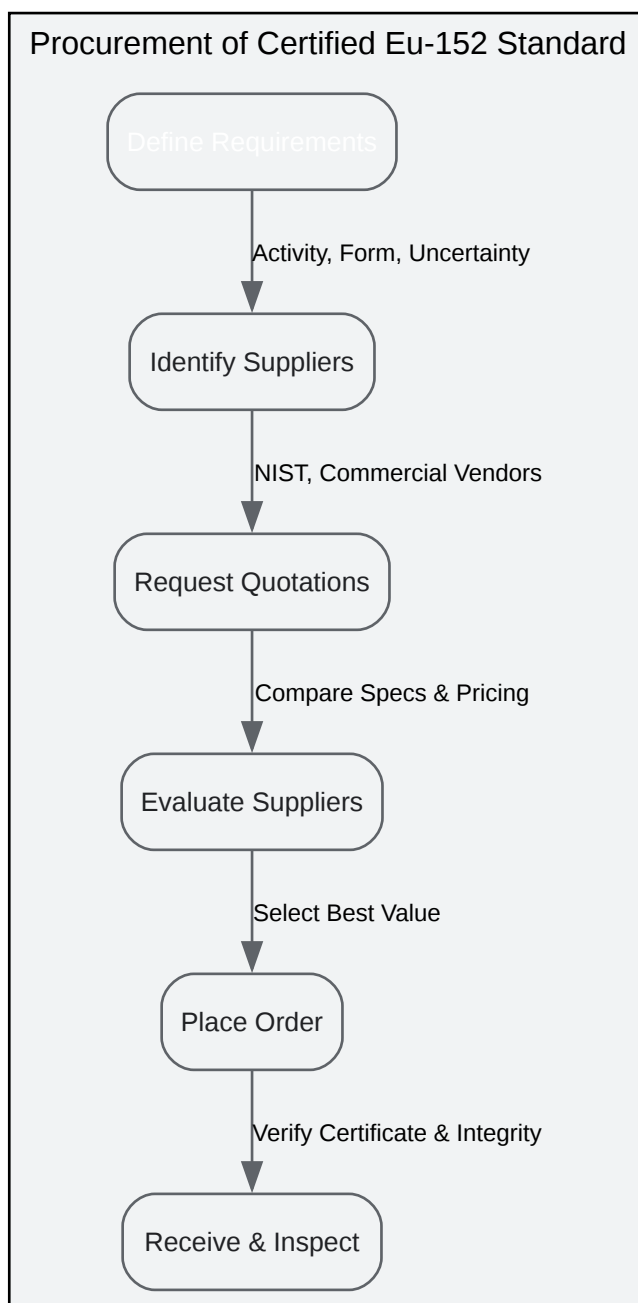 Procurement of Certified Eu-152 Standard
Define Requirements
Activity, Form, Uncertainty
Identify Suppliers
NIST, Commercial Vendors
Request Quotations
Compare Specs & Pricing
Evaluate Suppliers
Select Best Value
Place Order
Verify Certificate & Integrity
Receive & Inspect